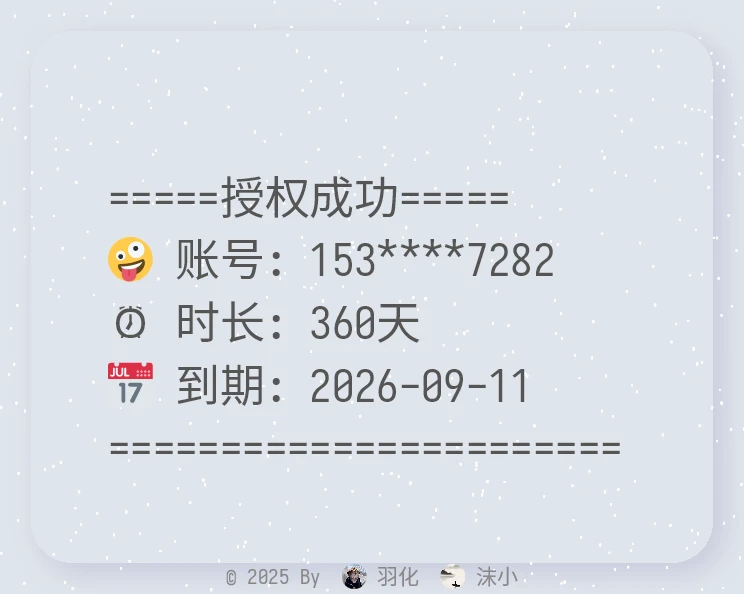 =====授权成功=====
🤪 账号：153****7282
⏰ 时长：360天
📅 到期：2026-09-11
=======================
© 2025 By 羽化 沫小